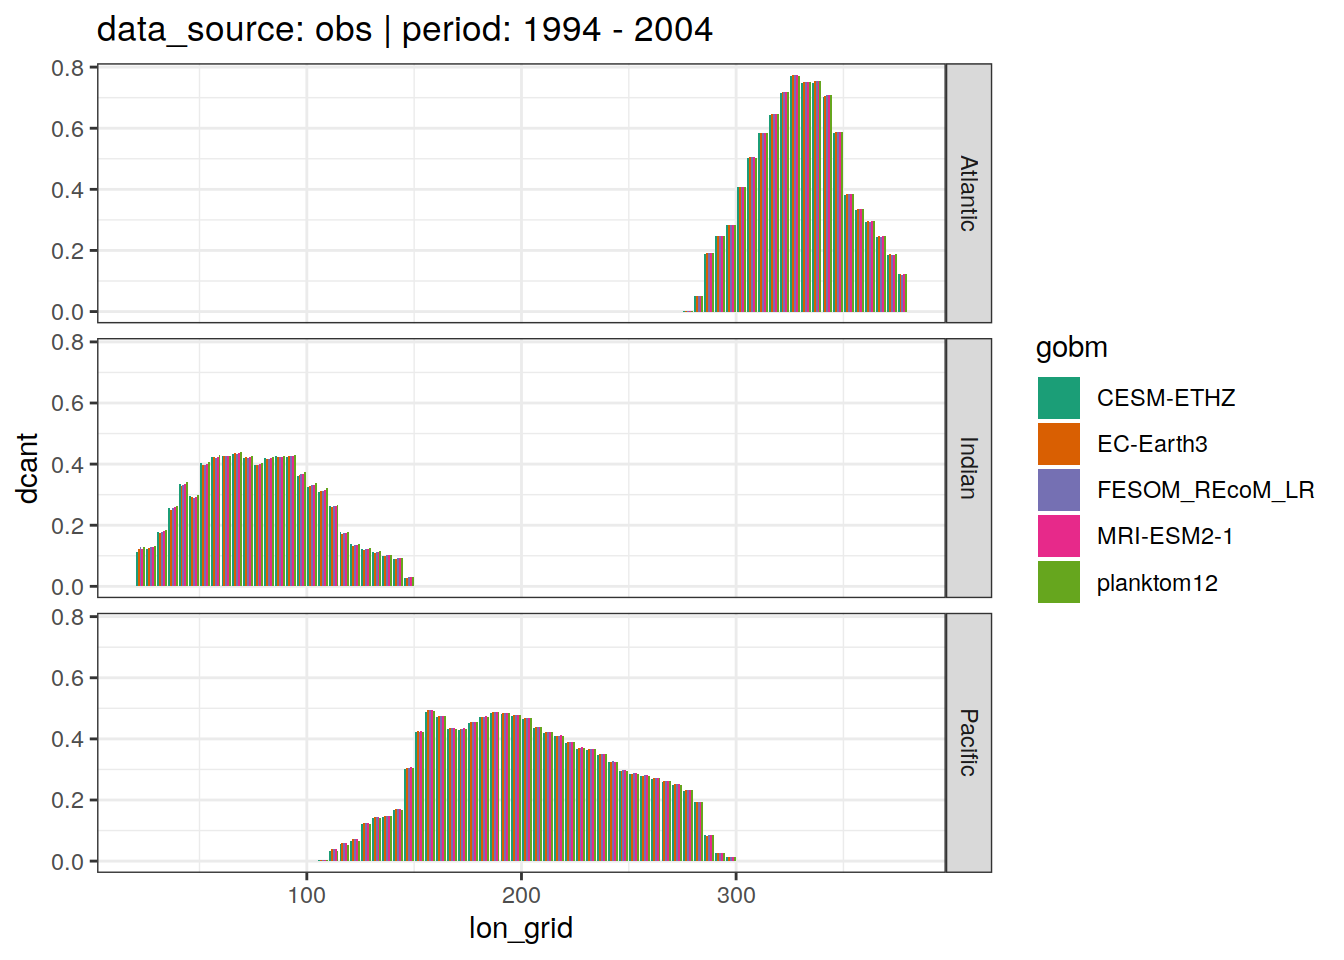 data_source: obs | period: 1994 - 2004
0.8
0.6
0.4
0.2
0.0
Atlantic
0.8
0.6
0.4
0.2
0.0
Indian
0.8
0.6
0.4
0.2
0.0
Pacific
100
200
300
lon_grid
dcant
gobm
CESM-ETHZ
EC-Earth3
FESOM_REcoM_LR
MRI-ESM2-1
planktom12